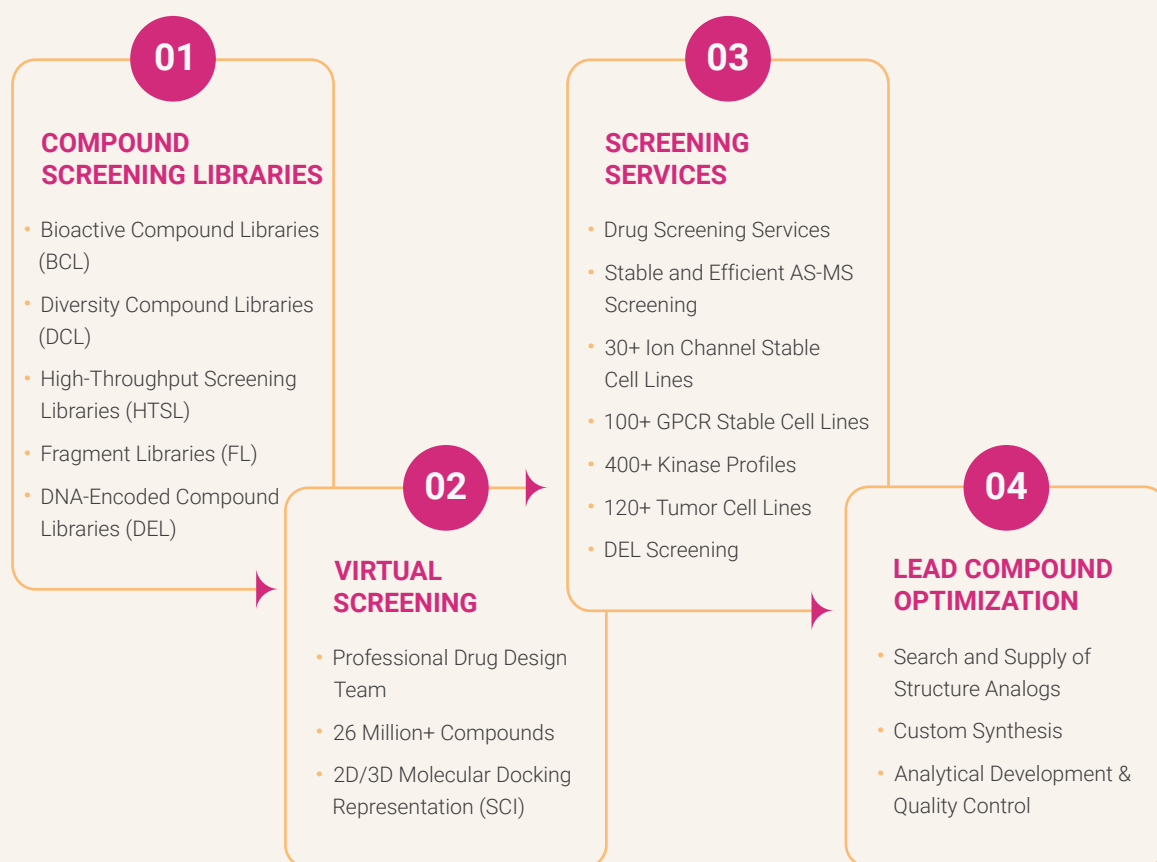 01
COMPOUND
SCREENING LIBRARIES
• Bioactive Compound Libraries
(BCL)
• Diversity Compound Libraries
(DCL)
• High-Throughput Screening
Libraries (HTSL)
• Fragment Libraries (FL)
• DNA-Encoded Compound
Libraries (DEL)
02
VIRTUAL
SCREENING
• Professional Drug Design
Team
• 26 Million+ Compounds
• 2D/3D Molecular Docking
Representation (SCI)
03
SCREENING
SERVICES
• Drug Screening Services
• Stable and Efficient AS-MS
Screening
• 30+ Ion Channel Stable
Cell Lines
• 100+ GPCR Stable Cell Lines
• 400+ Kinase Profiles
• 120+ Tumor Cell Lines
• DEL Screening
04
LEAD COMPOUND
OPTIMIZATION
• Search and Supply of
Structure Analogs
• Custom Synthesis
• Analytical Development &
Quality Control